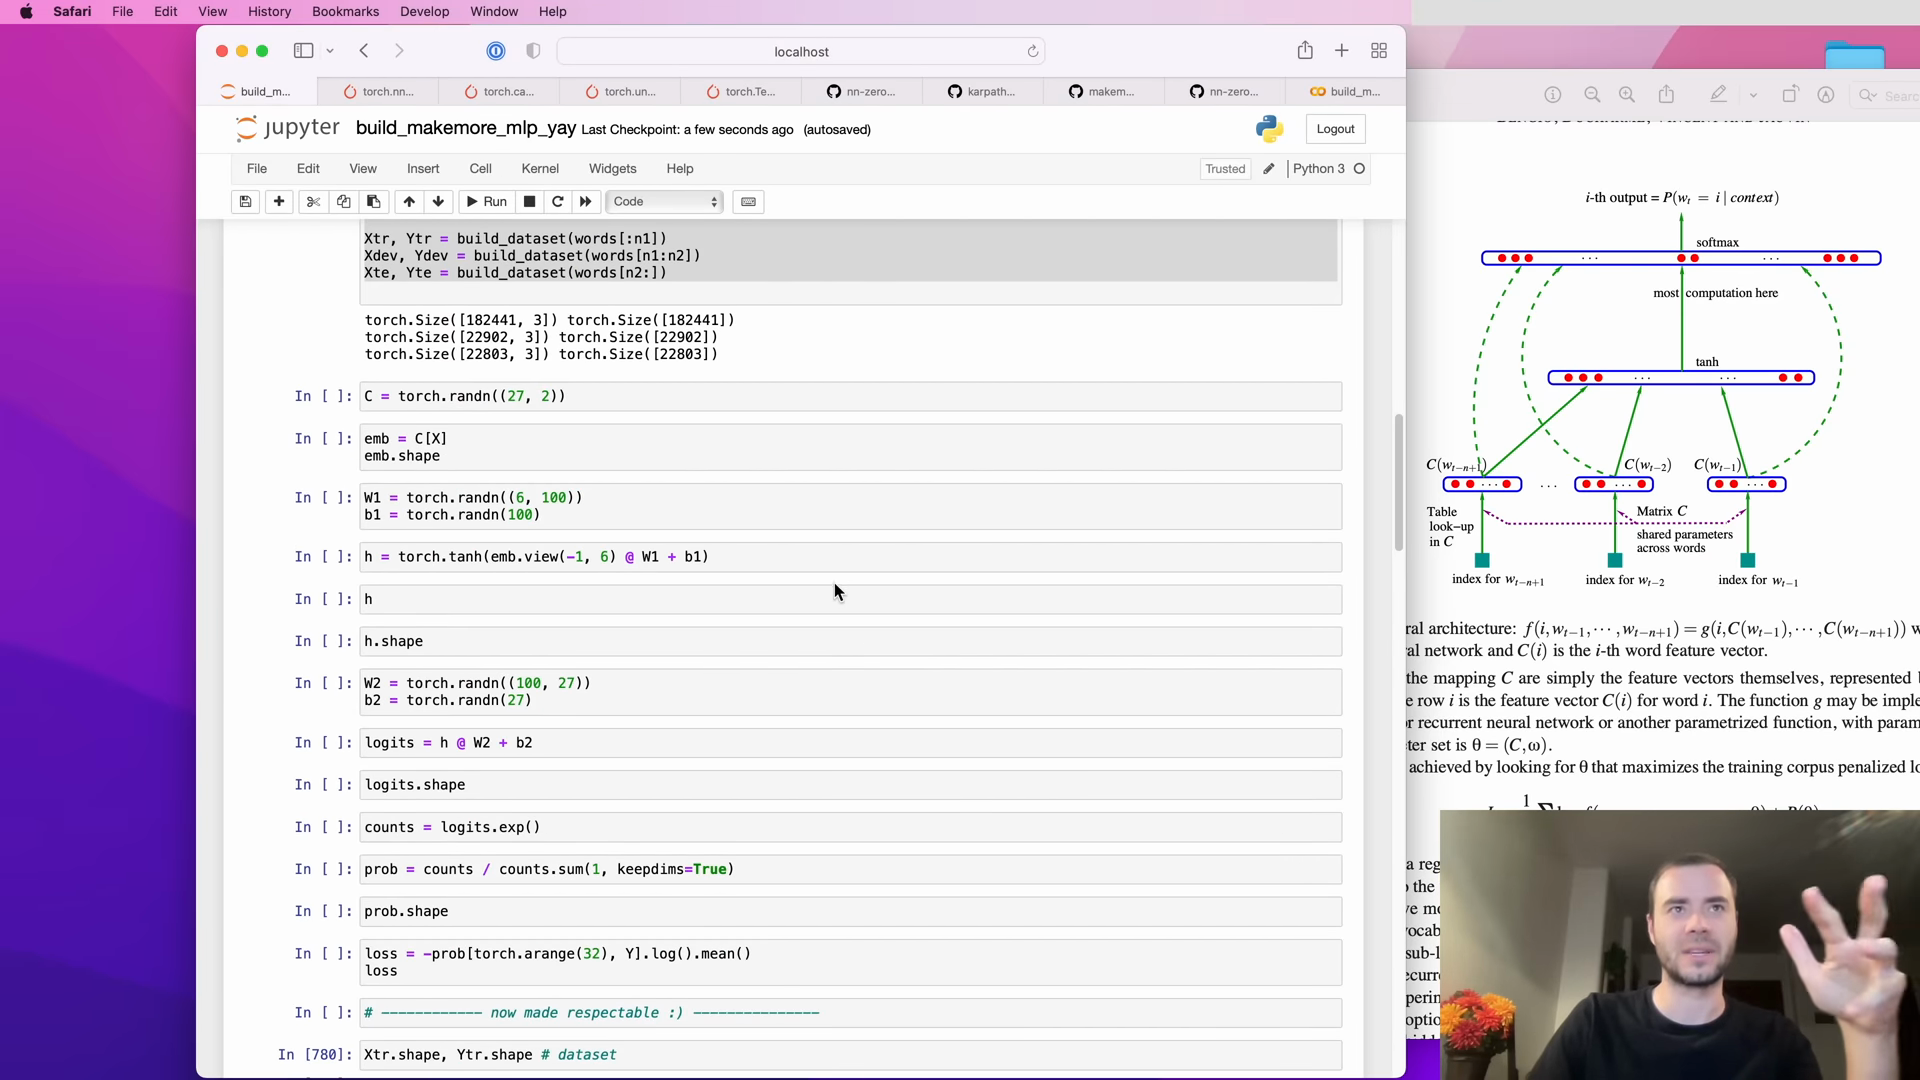 Safari File Edit View History Bookmarks Develop Window Help
localhost
build_m... torch.nn... torch.ca... torch.un... torch.Te... nn-zero... karpath... makem... nn-zero... build_m...
jupyter build_makemore_mlp_yay Last Checkpoint: a few seconds ago (autosaved)
Logout
File Edit View Insert Cell Kernel Widgets Help
Trusted Python 3
Run Code
Xtr, Ytr = build_dataset(words[:n1])
Xdev, Ydev = build_dataset(words[n1:n2])
Xte, Yte = build_dataset(words[n2:])
torch.Size([182441, 3]) torch.Size([182441])
torch.Size([22902, 3]) torch.Size([22902])
torch.Size([22803, 3]) torch.Size([22803])
In [ ]: C = torch.randn((27, 2))
In [ ]: emb = C[X]
emb.shape
In [ ]: W1 = torch.randn((6, 100))
b1 = torch.randn(100)
In [ ]: h = torch.tanh(emb.view(-1, 6) @ W1 + b1)
In [ ]: h
In [ ]: h.shape
In [ ]: W2 = torch.randn((100, 27))
b2 = torch.randn(27)
In [ ]: logits = h @ W2 + b2
In [ ]: logits.shape
In [ ]: counts = logits.exp()
In [ ]: prob = counts / counts.sum(1, keepdims=True)
In [ ]: prob.shape
In [ ]: loss = -prob[torch.arange(32), Y].log().mean()
loss
In [ ]: # ------------ now made respectable :) ---------------
In [780]: Xtr.shape, Ytr.shape # dataset
Search
i-th output = P(w_t = i | context)
softmax
. . .
. . .
most computation here
tanh
. . .
. . .
C(w_{t−n+1}) C(w_{t−2}) C(w_{t−1})
. . .
Table
look−up
in C
Matrix C
shared parameters
across words
index for w_{t−n+1} index for w_{t−2} index for w_{t−1}
ral architecture: f(i, w_{t−1}, ··· , w_{t−n+1}) = g(i, C(w_{t−1}), ··· , C(w_{t−n+1})) w
al network and C(i) is the i-th word feature vector.
the mapping C are simply the feature vectors themselves, represented
e row i is the feature vector C(i) for word i. The function g may be imple
or recurrent neural network or another parametrized function, with param
ter set is θ = (C, ω).
achieved by looking for θ that maximizes the training corpus penalized lo
a reg
o the
ve mo
vocab
sub-l
ecurre
perin
optio